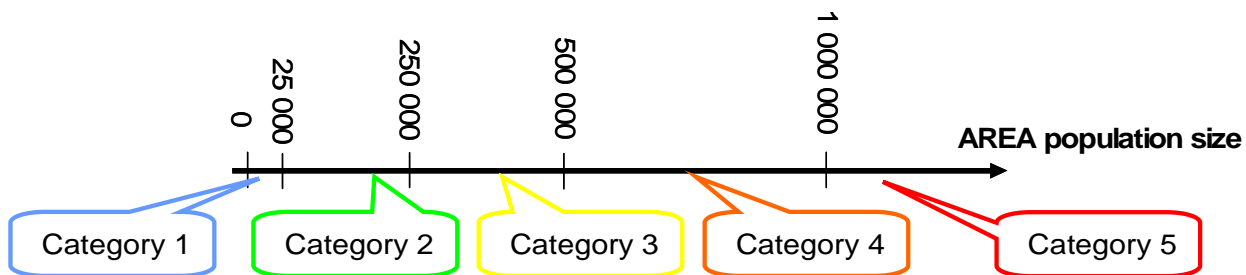 0
25 000
250 000
500 000
1 000 000
AREA population size
Category 1
Category 2
Category 3
Category 4
Category 5